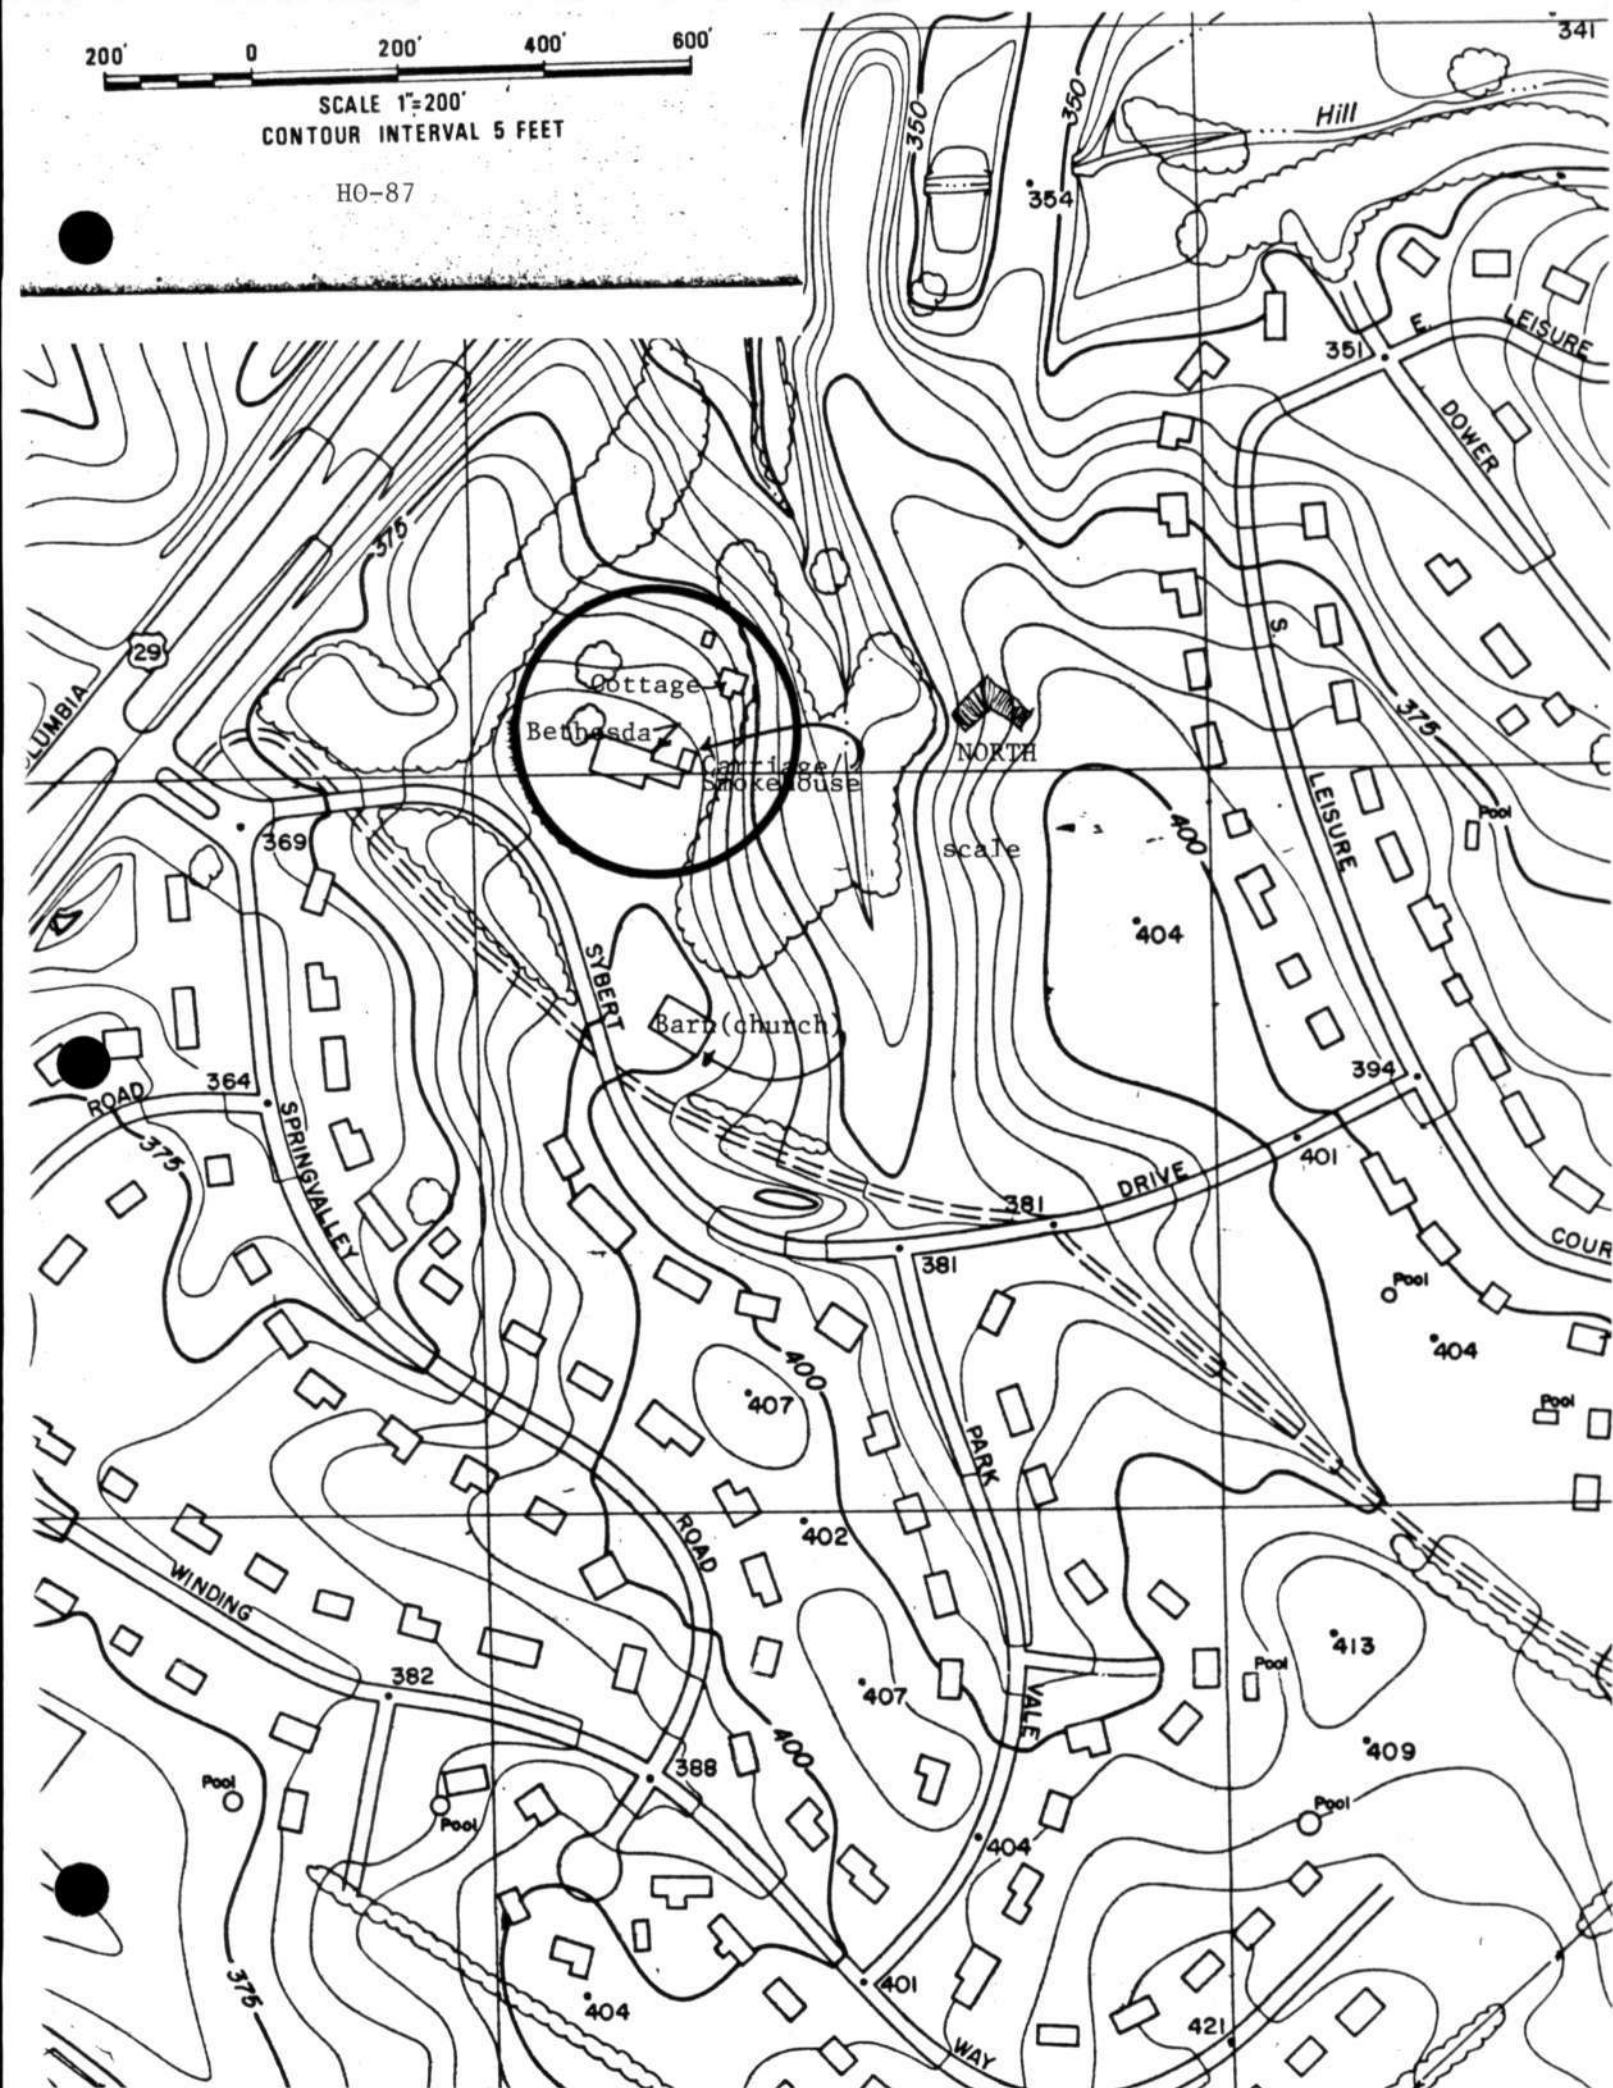 200' 0 200' 400' 600'
SCALE 1"=200'
CONTOUR INTERVAL 5 FEET
HO-87
341
350
350
Hill
354
E. LEISURE
351
DOWER
375
29
S. LEISURE
375
COLUMBIA
Cottage
Bethesda
Carriage/
Smokehouse
NORTH
scale
Pool
400
369
404
SYBERT
Barn(church)
394
364
ROAD
375
SPRINGVALLEY
401
DRIVE
381
381
COUR
Pool
404
400
407
Pool
PARK
402
ROAD
WINDING
413
Pool
382
407
VALE
400
409
388
Pool
Pool
Pool
404
375
401
404
421
WAY